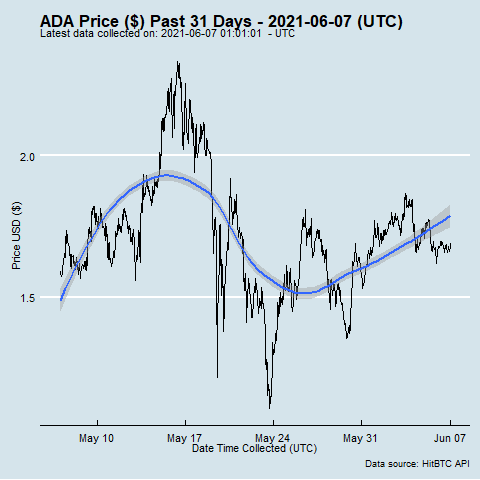 ADA Price ($) Past 31 Days - 2021-06-07 (UTC)
Latest data collected on: 2021-06-07 01:01:01 - UTC
Price USD ($)
2.0
1.5
May 10 May 17 May 24 May 31 Jun 07
Date Time Collected (UTC)
Data source: HitBTC API